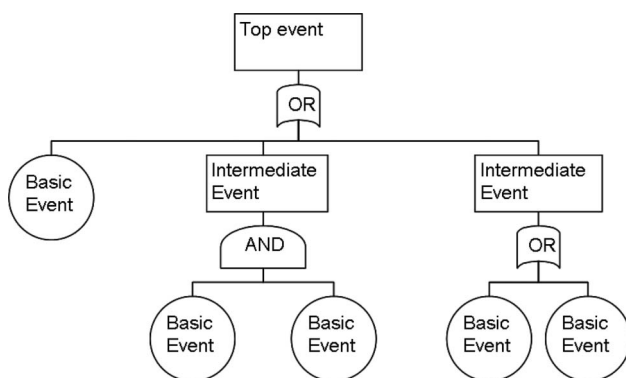 Top event
OR
Basic
Event
Intermediate
Event
Intermediate
Event
AND
OR
Basic
Event
Basic
Event
Basic
Event
Basic
Event